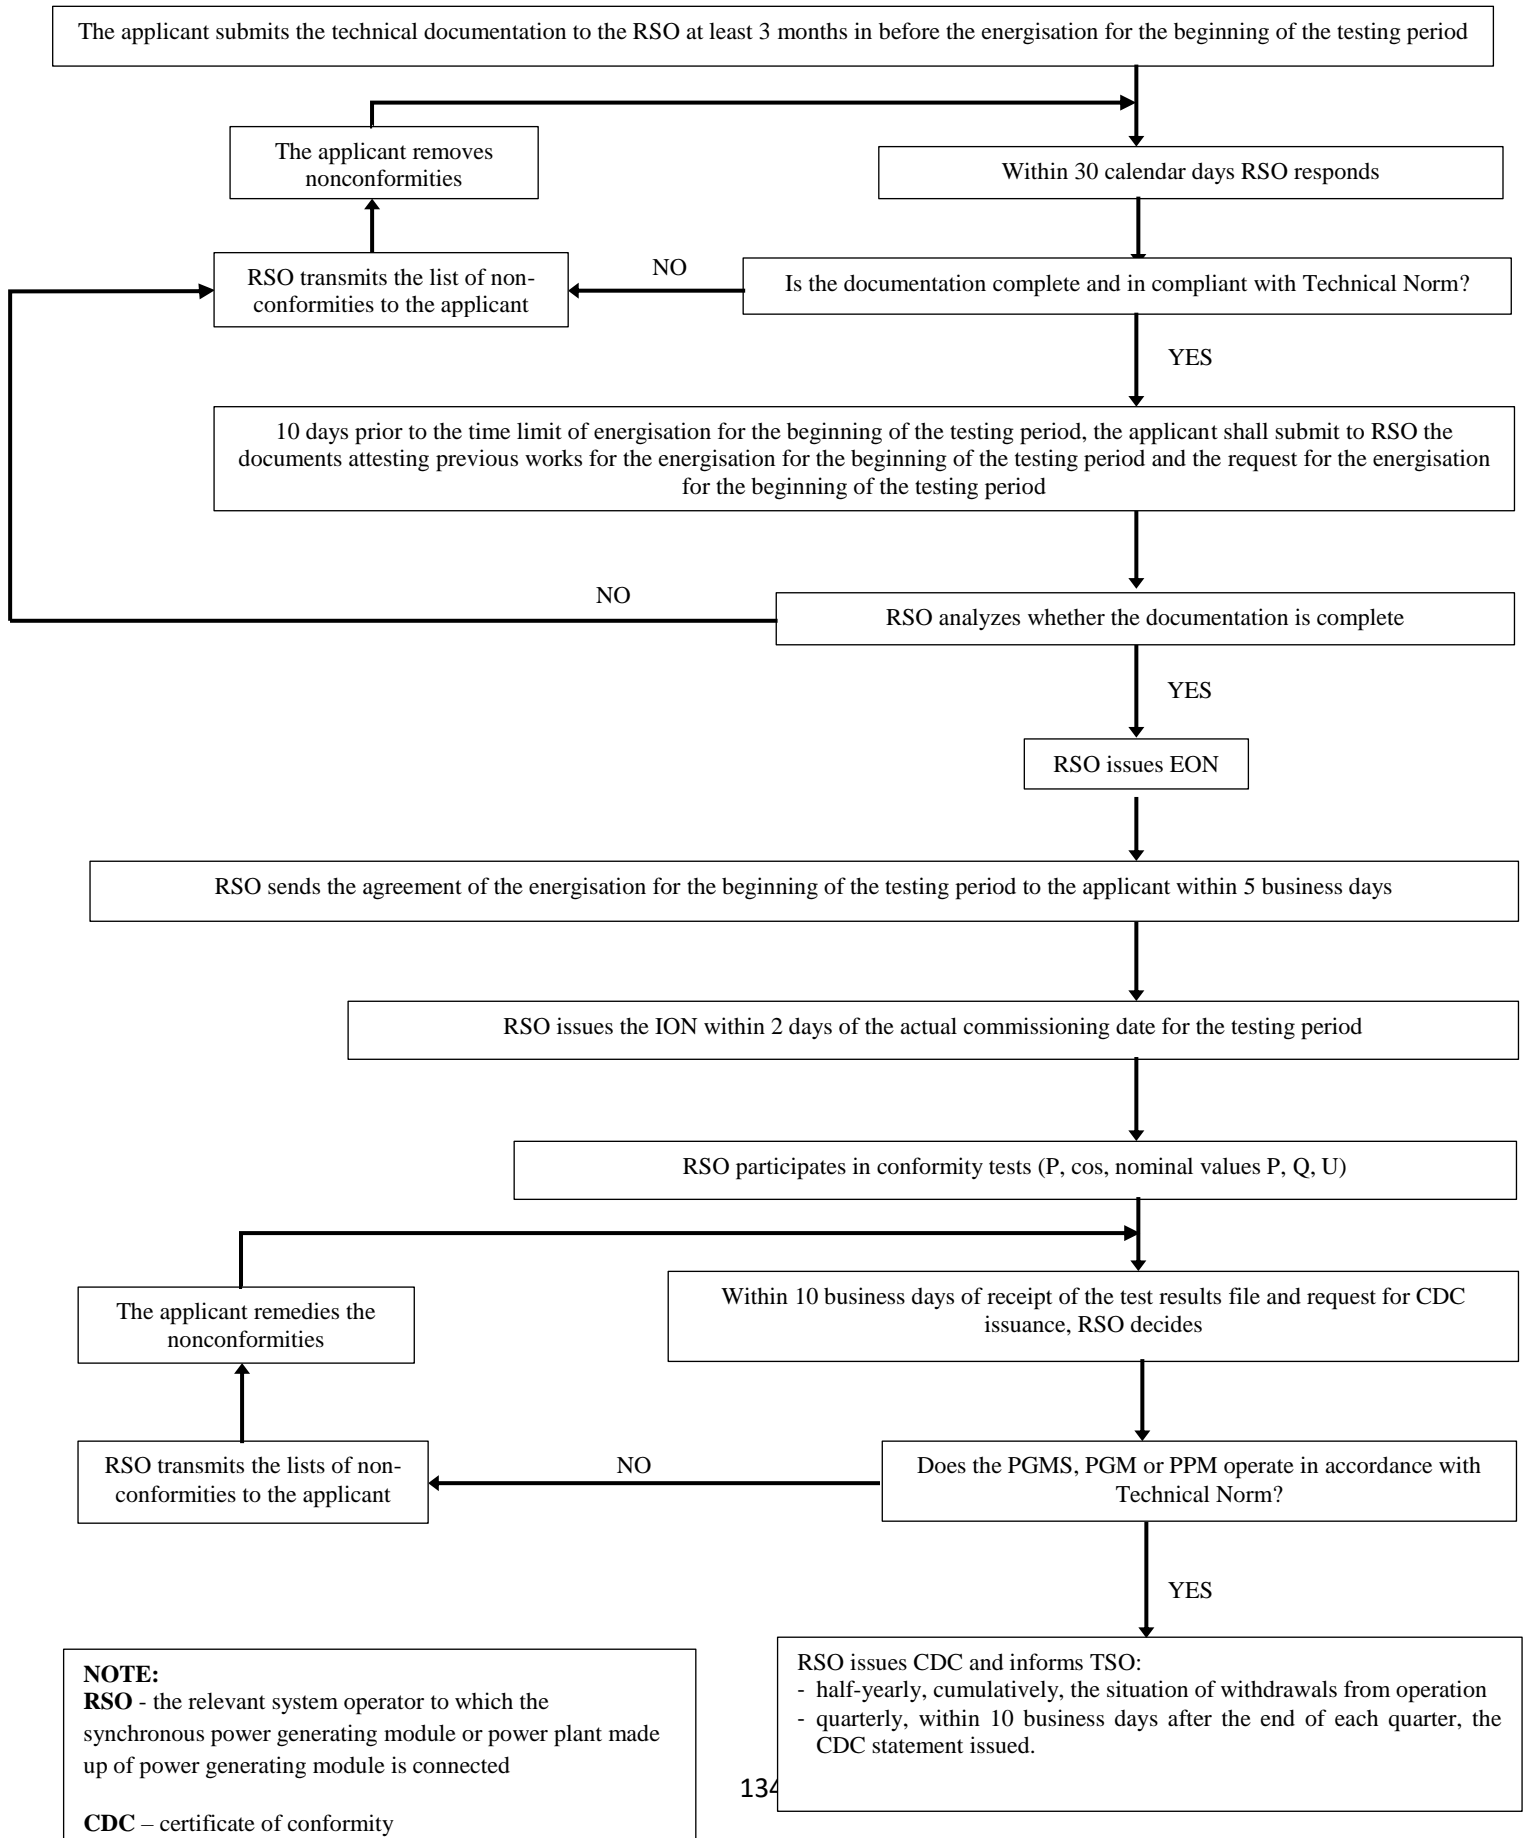 The applicant submits the technical documentation to the RSO at least 3 months in before the energisation for the beginning of the testing period
The applicant removes
nonconformities
Within 30 calendar days RSO responds
RSO transmits the list of non-
conformities to the applicant
NO
Is the documentation complete and in compliant with Technical Norm?
YES
10 days prior to the time limit of energisation for the beginning of the testing period, the applicant shall submit to RSO the
documents attesting previous works for the energisation for the beginning of the testing period and the request for the energisation
for the beginning of the testing period
NO
RSO analyzes whether the documentation is complete
YES
RSO issues EON
RSO sends the agreement of the energisation for the beginning of the testing period to the applicant within 5 business days
RSO issues the ION within 2 days of the actual commissioning date for the testing period
RSO participates in conformity tests (P, cos, nominal values P, Q, U)
The applicant remedies the
nonconformities
Within 10 business days of receipt of the test results file and request for CDC
issuance, RSO decides
RSO transmits the lists of non-
conformities to the applicant
NO
Does the PGMS, PGM or PPM operate in accordance with
Technical Norm?
YES
RSO issues CDC and informs TSO:
- half-yearly, cumulatively, the situation of withdrawals from operation
- quarterly, within 10 business days after the end of each quarter, the
CDC statement issued.
NOTE:
RSO - the relevant system operator to which the
synchronous power generating module or power plant made
up of power generating module is connected
CDC – certificate of conformity
134